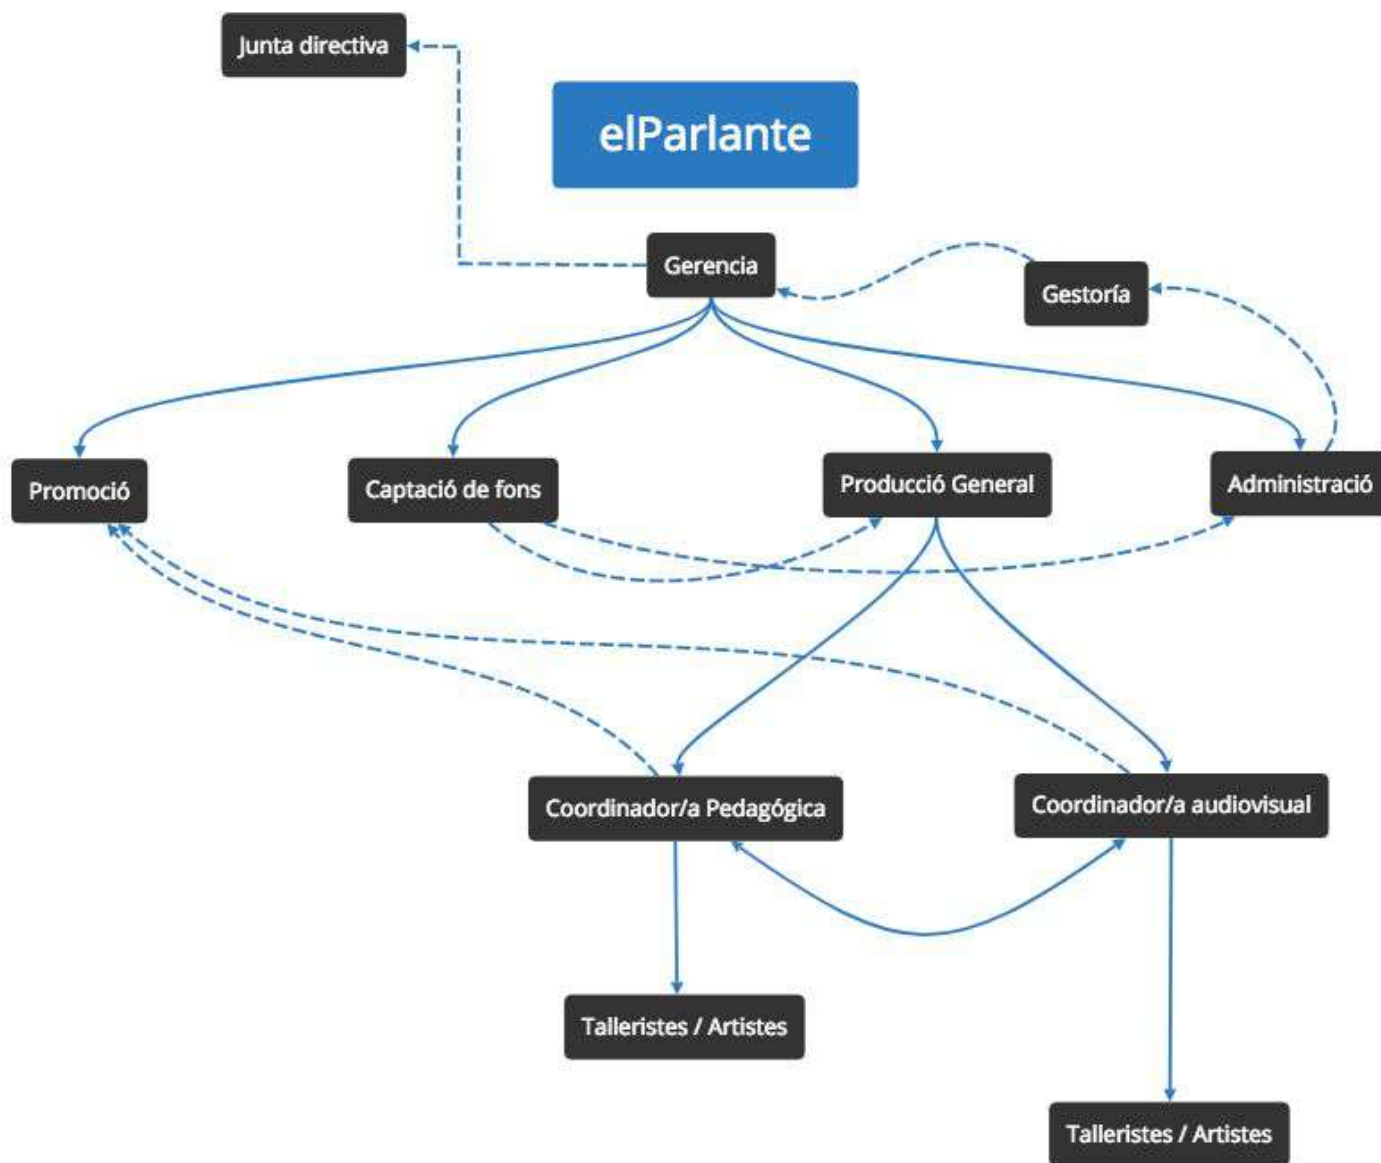 Junta directiva
elParlante
Gerencia
Gestoría
Promoció
Captació de fons
Producció General
Administració
Coordinador/a Pedagógica
Coordinador/a audiovisual
Talleristes / Artistes
Talleristes / Artistes